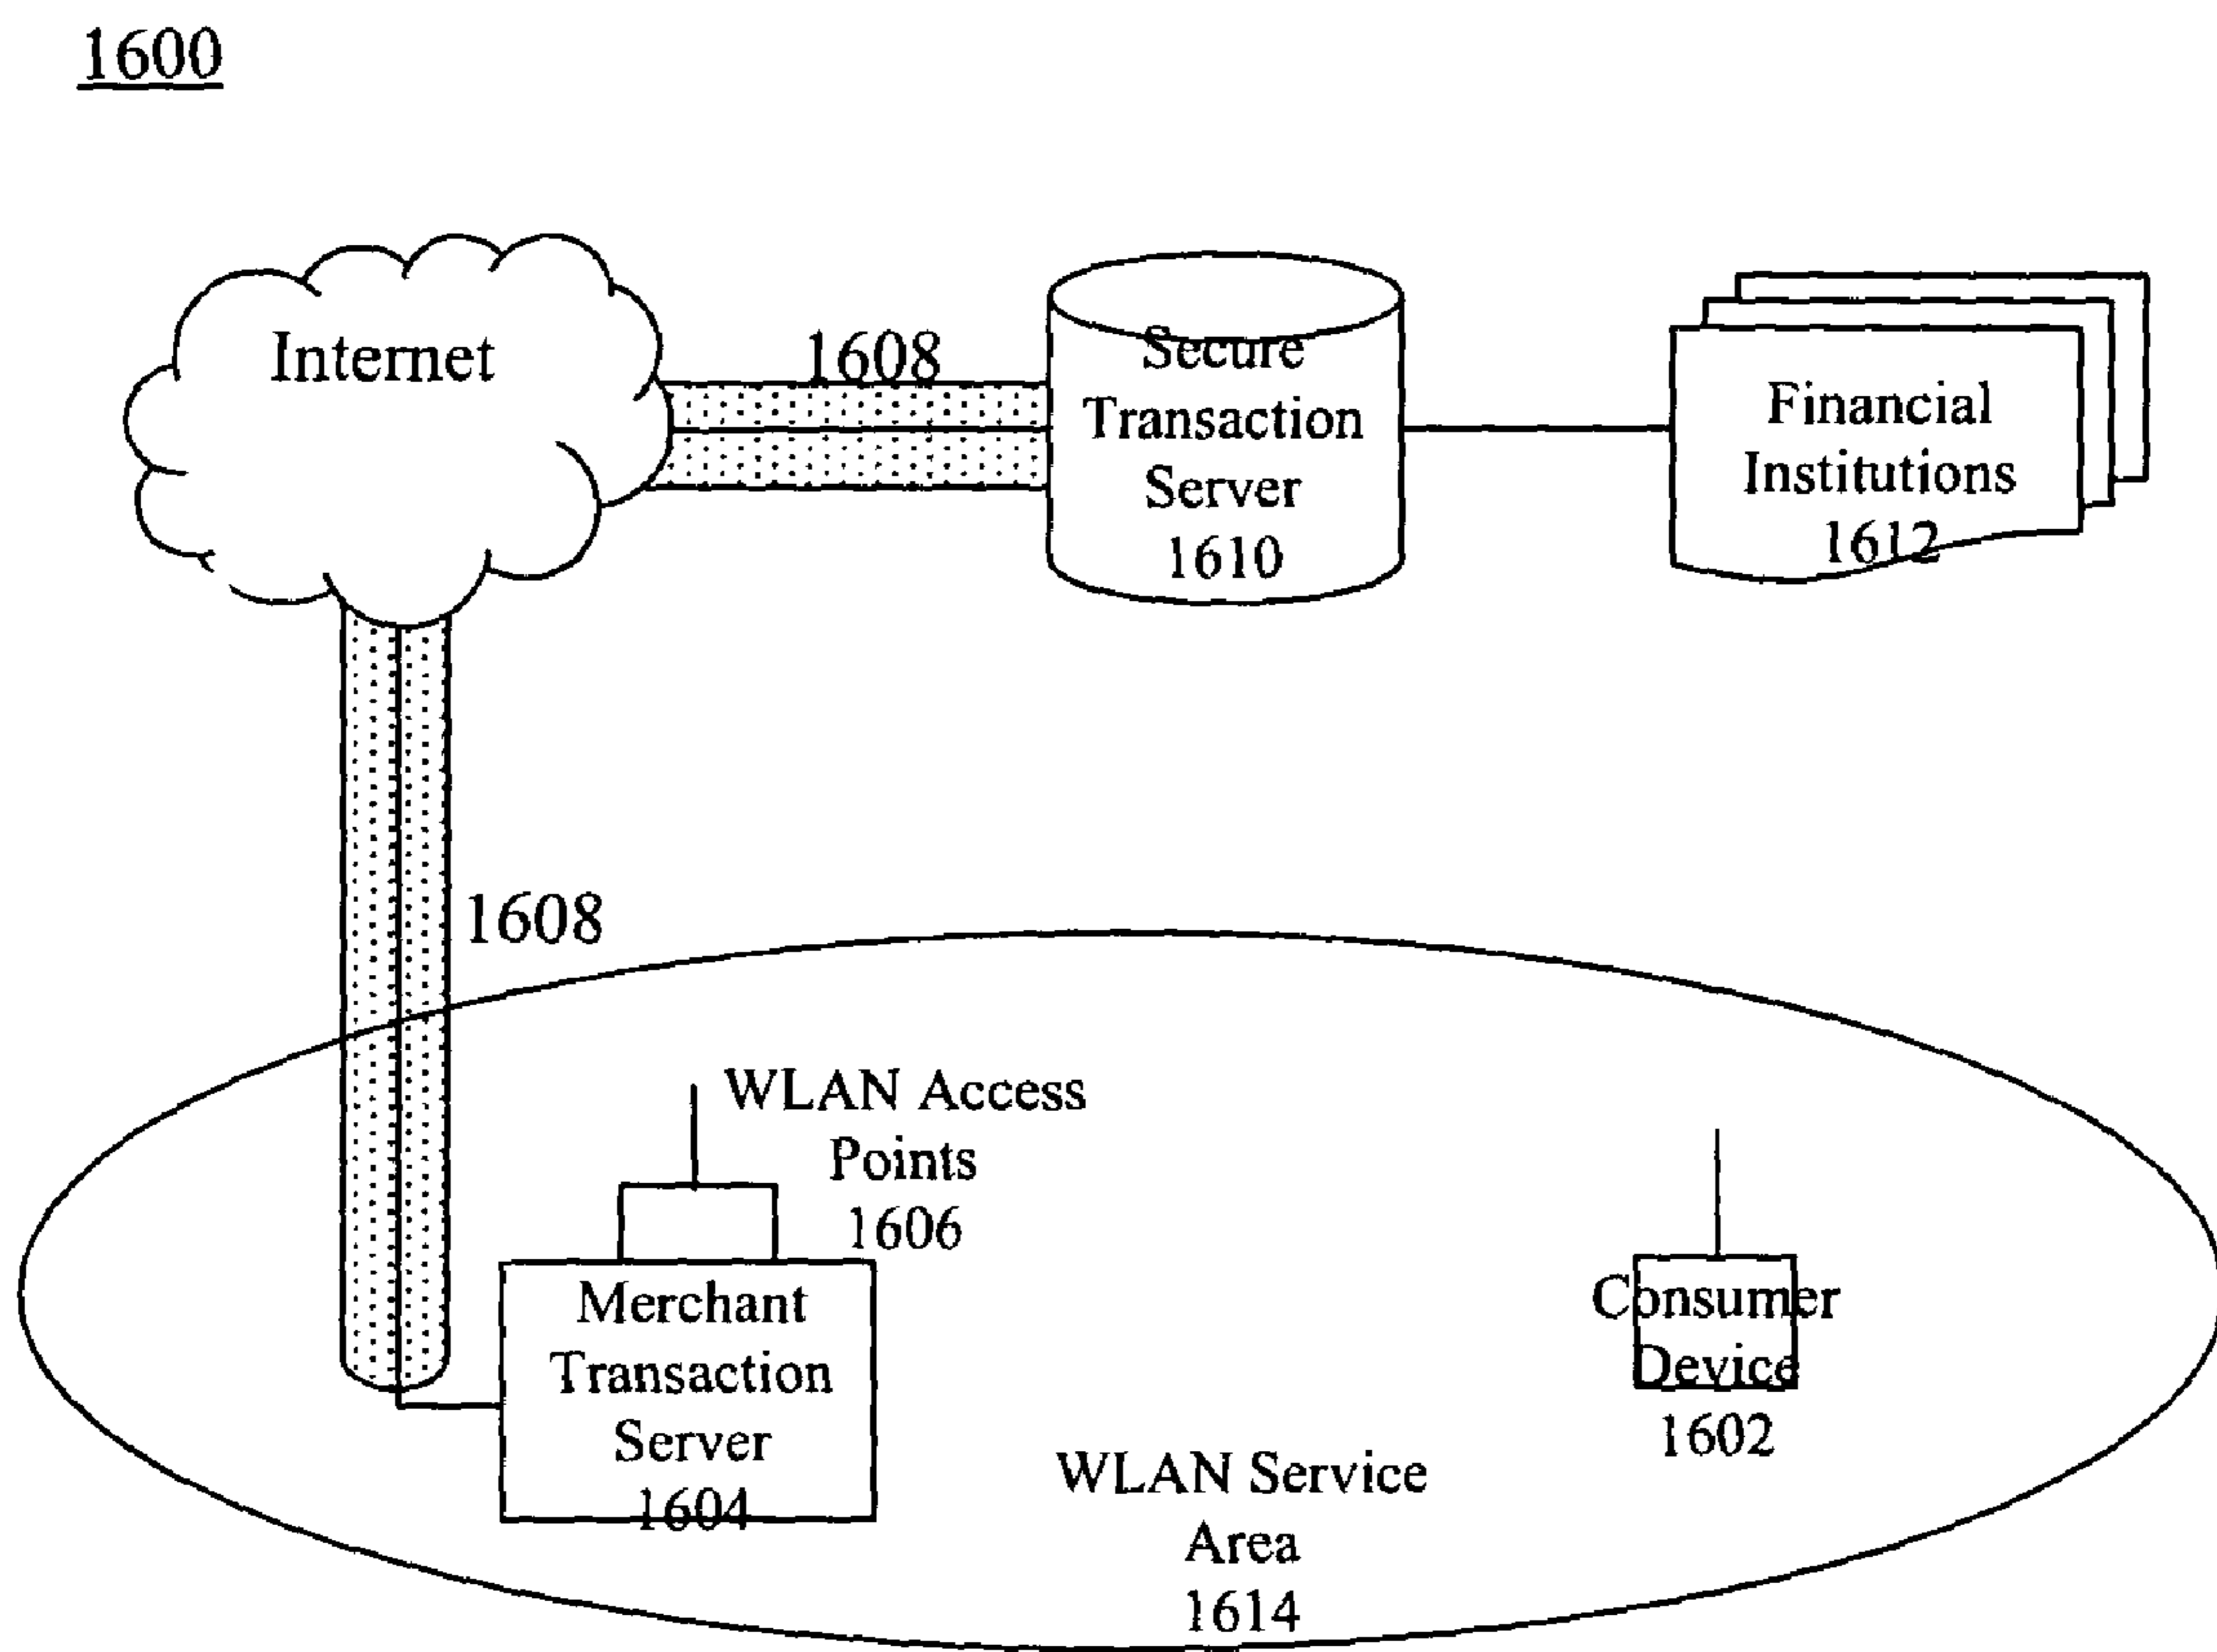 1600
Internet
1608
Secure
Transaction
Server
1610
Financial
Institutions
1612
1608
WLAN Access
Points
1606
Merchant
Transaction
Server
1604
Consumer
Device
1602
WLAN Service
Area
1614